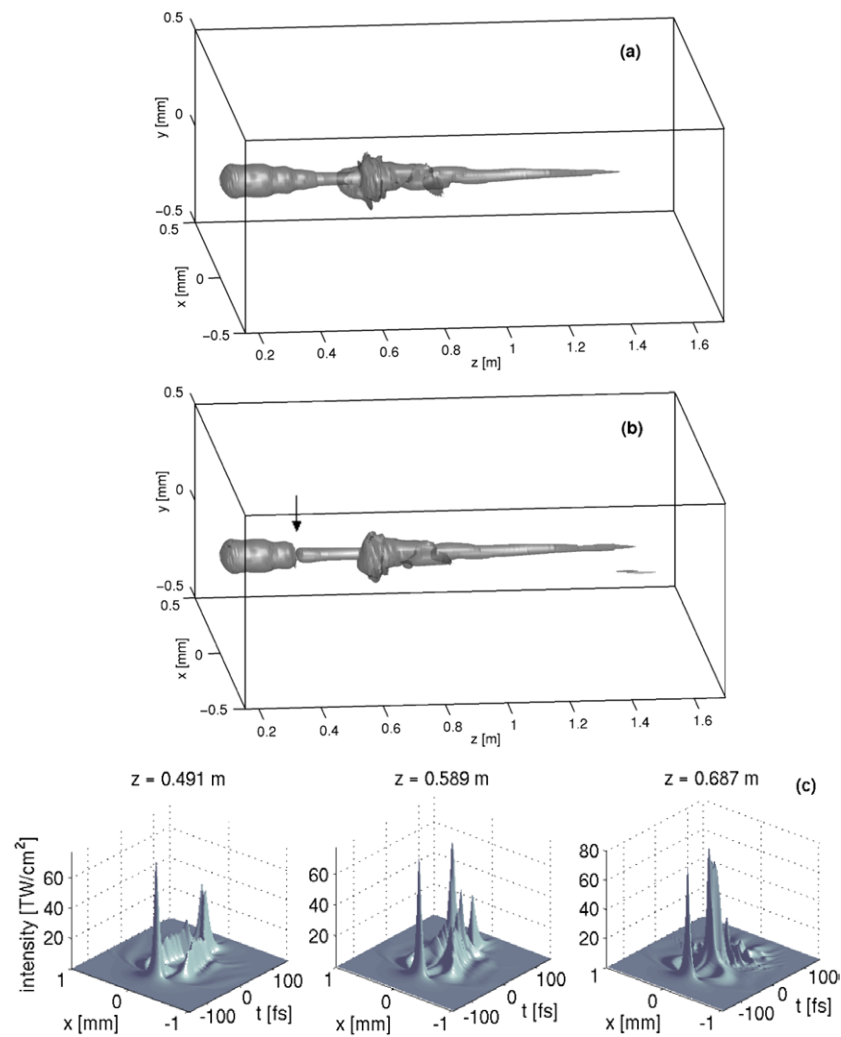 0.5
(a)
y [mm]
0
−0.5
0.5
x [mm]
0
−0.5
0.2 0.4 0.6 0.8 1 1.2 1.4 1.6
z [m]
0.5
(b)
y [mm]
0
−0.5
0.5
x [mm]
0
−0.5
0.2 0.4 0.6 0.8 1 1.2 1.4 1.6
z [m]
z = 0.491 m z = 0.589 m z = 0.687 m (c)
intensity [TW/cm²]
60
40
20
1
0
-1
x [mm]
-100
0
100
t [fs]
60
40
20
1
0
-1
x [mm]
-100
0
100
t [fs]
80
60
40
20
1
0
-1
x [mm]
-100
0
100
t [fs]